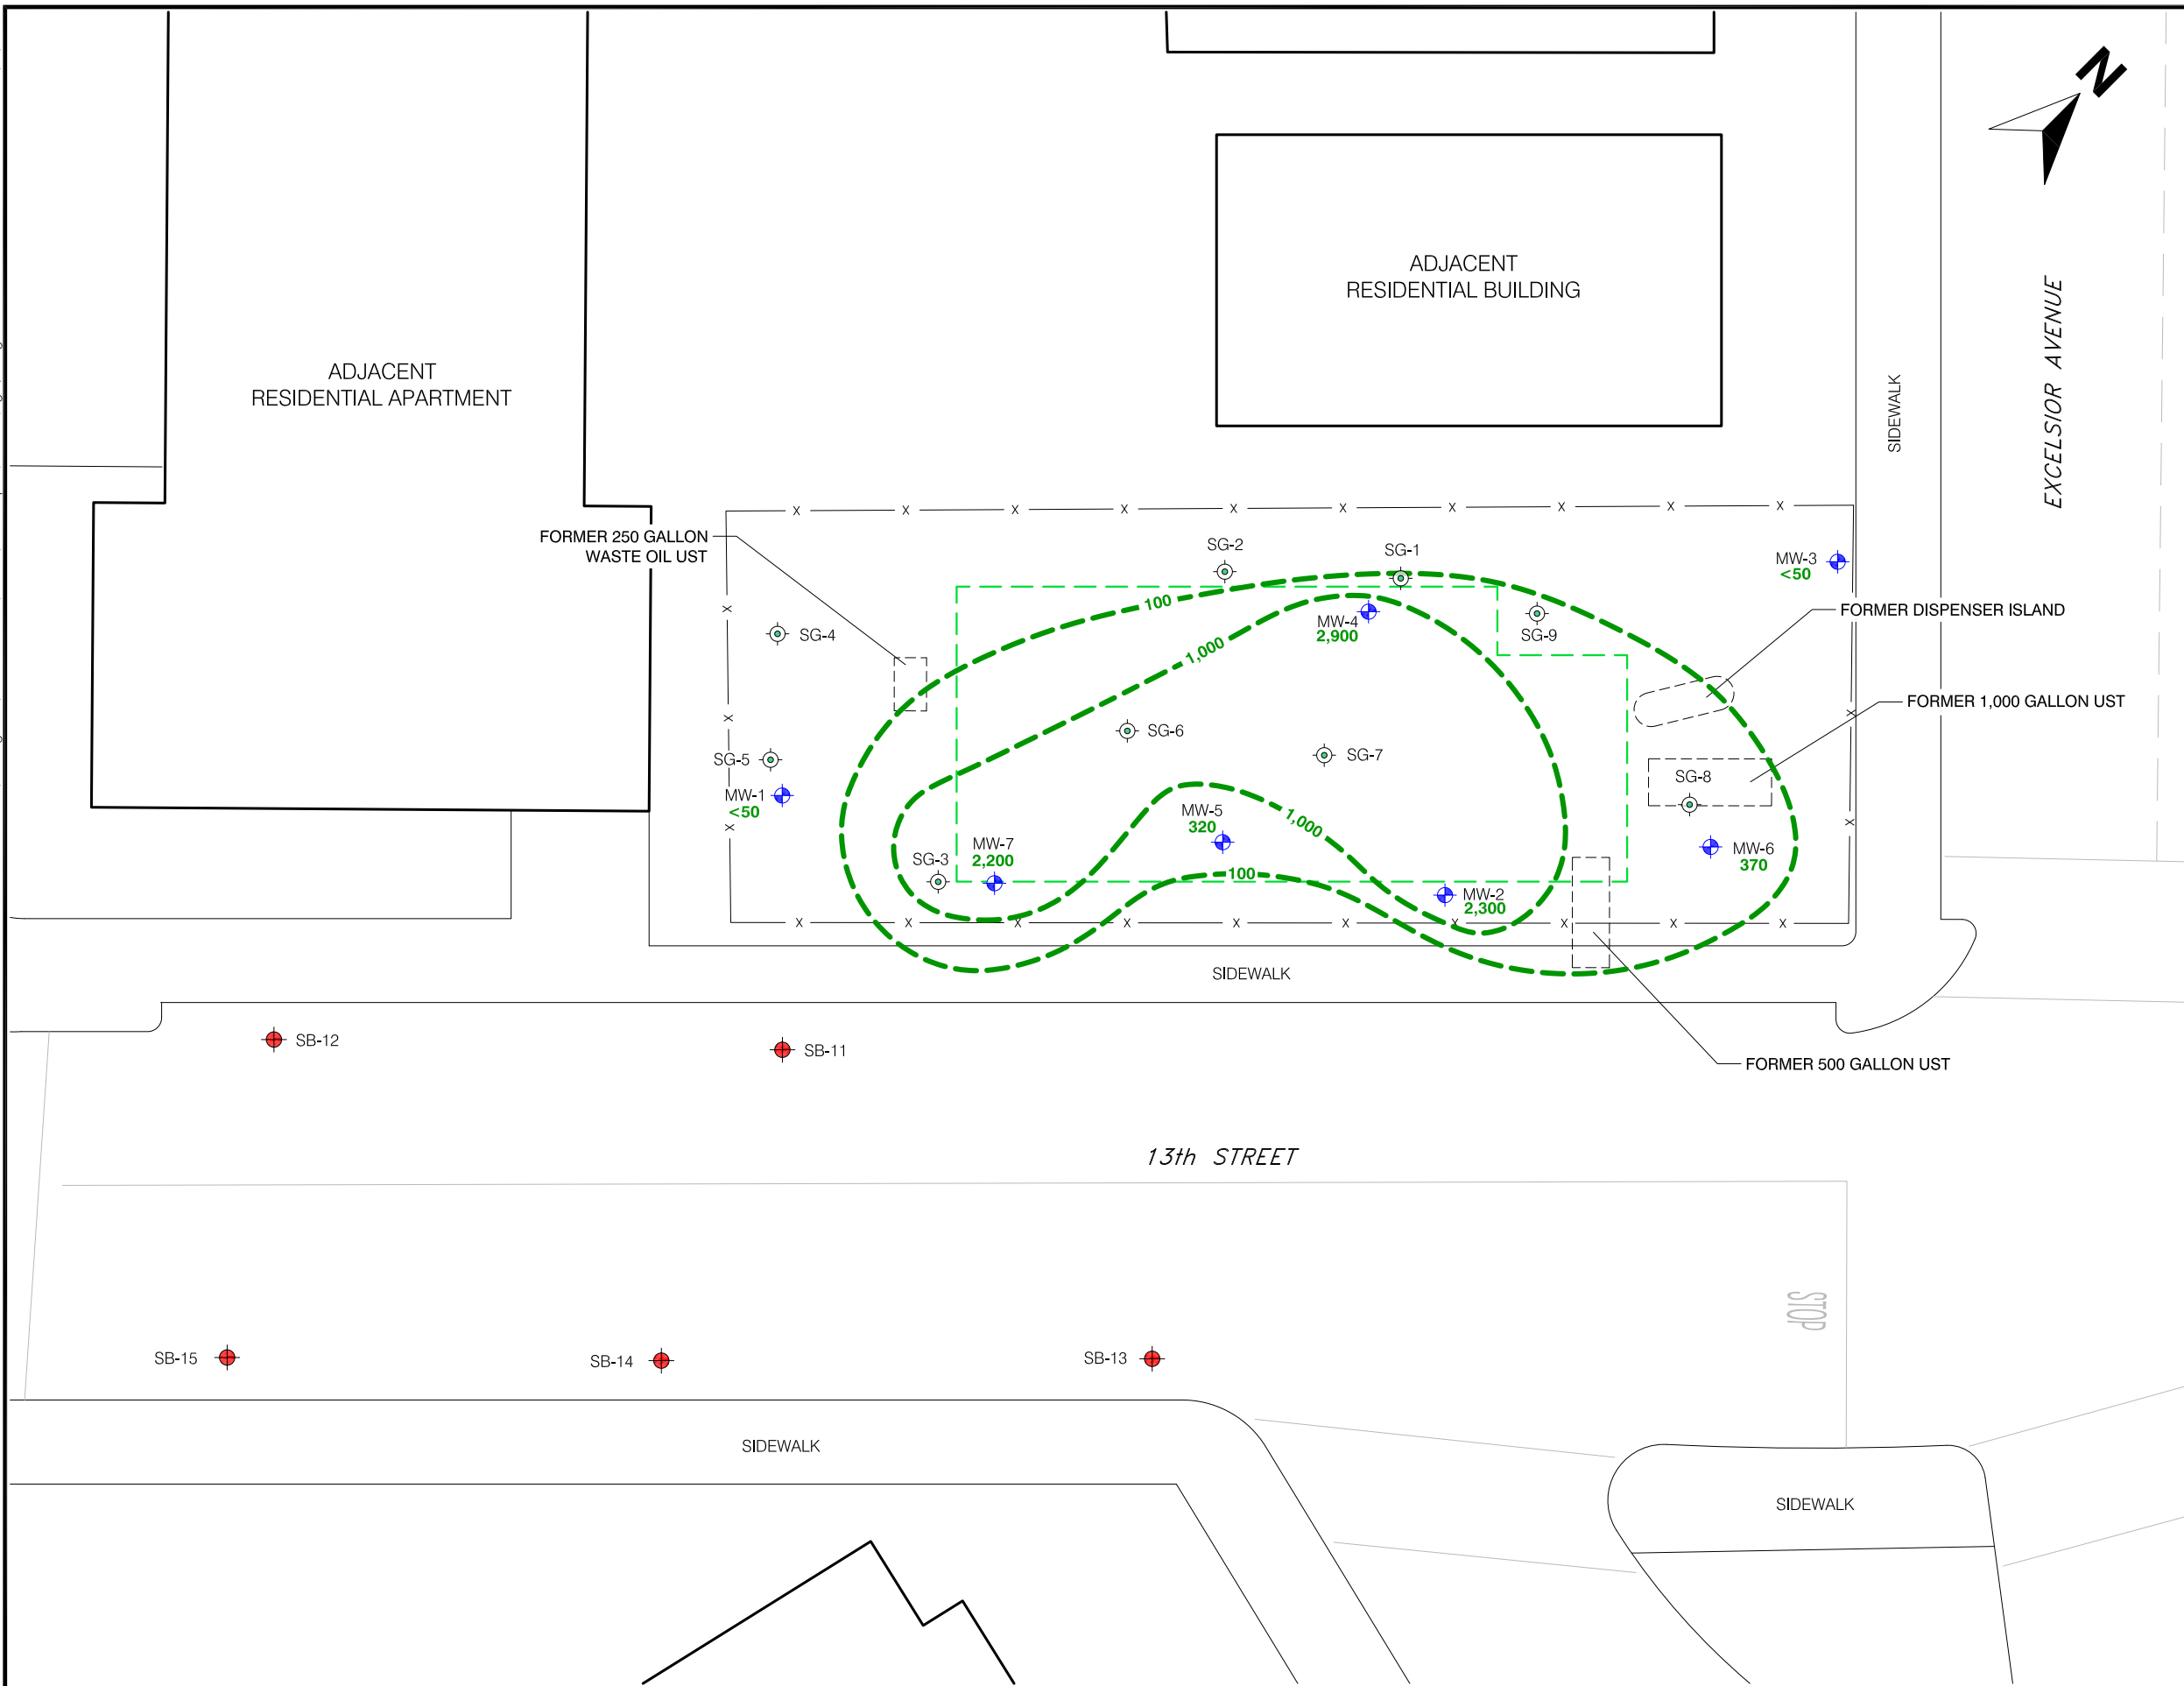 N
ADJACENT
RESIDENTIAL BUILDING
ADJACENT
RESIDENTIAL APARTMENT
EXCELSIOR AVENUE
SIDEWALK
FORMER 250 GALLON
WASTE OIL UST
SG-2
SG-1
MW-3
<50
100
MW-4
2,900
SG-9
FORMER DISPENSER ISLAND
SG-4
1,000
FORMER 1,000 GALLON UST
SG-6
SG-7
SG-5
SG-8
MW-1
<50
MW-5
320
1,000
MW-7
2,200
MW-6
370
SG-3
100
MW-2
2,300
SIDEWALK
SB-12
SB-11
FORMER 500 GALLON UST
13th STREET
STOP
SB-15
SB-14
SB-13
SIDEWALK
SIDEWALK